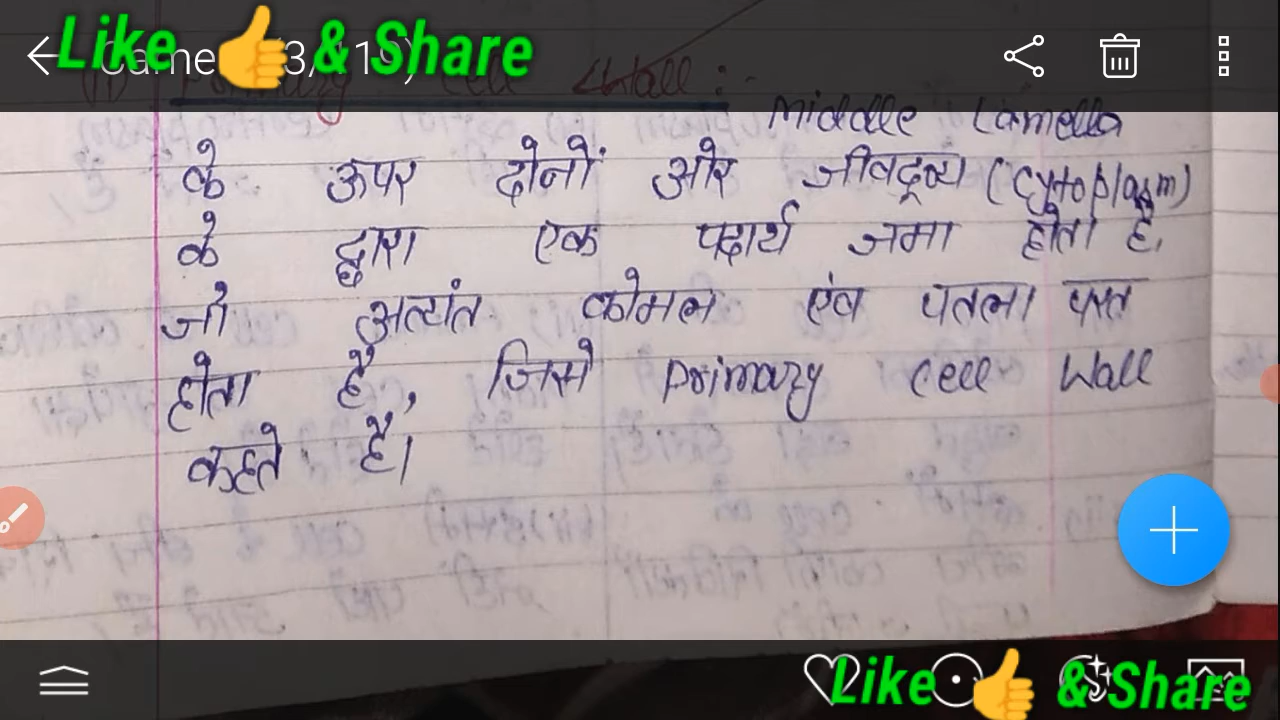 Like 👍 & Share
(ii) Primary Cell Wall :-
Middle Lamella
के ऊपर दोनों ओर जीवद्रव्य (Cytoplasm)
के द्वारा एक पदार्थ जमा होता है,
जो अत्यंत कोमल एंव पतला परत
होता है, जिसे Primary Cell Wall
कहते है।
Like 👍 & Share